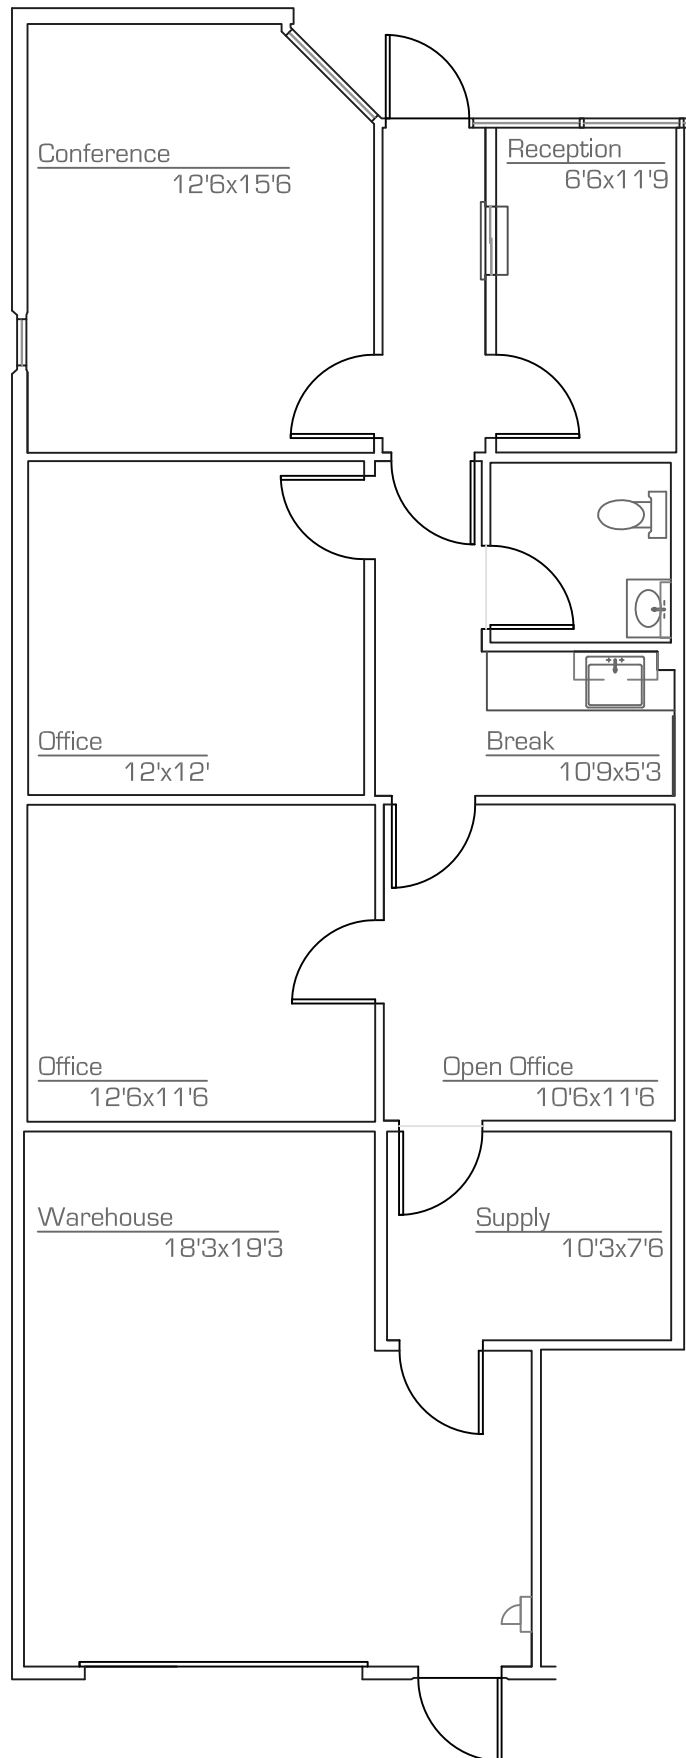 Conference
12'6x15'6
Reception
6'6x11'9
Office
12'x12'
Break
10'9x5'3
Office
12'6x11'6
Open Office
10'6x11'6
Warehouse
18'3x19'3
Supply
10'3x7'6